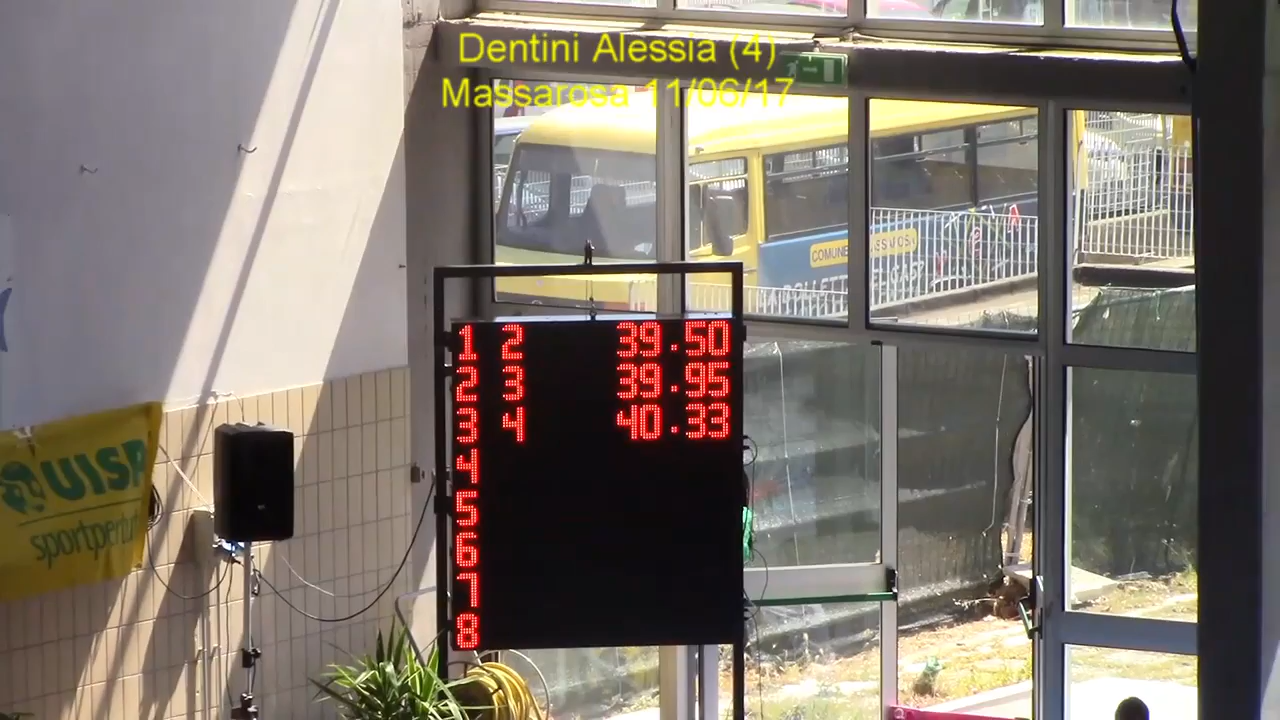 Dentini Alessia (4)
Massarosa 11/06/17
COMUNE MASSAROSA
1 2 39.50
2 3 39.95
3 4 40.33
4
5
6
7
8
UISP